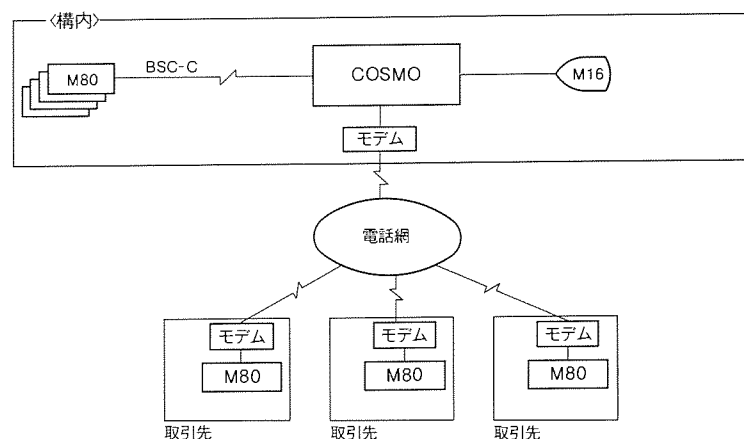 〈構内〉
M80
BSC-C
COSMO
M16
モデム
電話網
モデム
モデム
モデム
M80
M80
M80
取引先
取引先
取引先